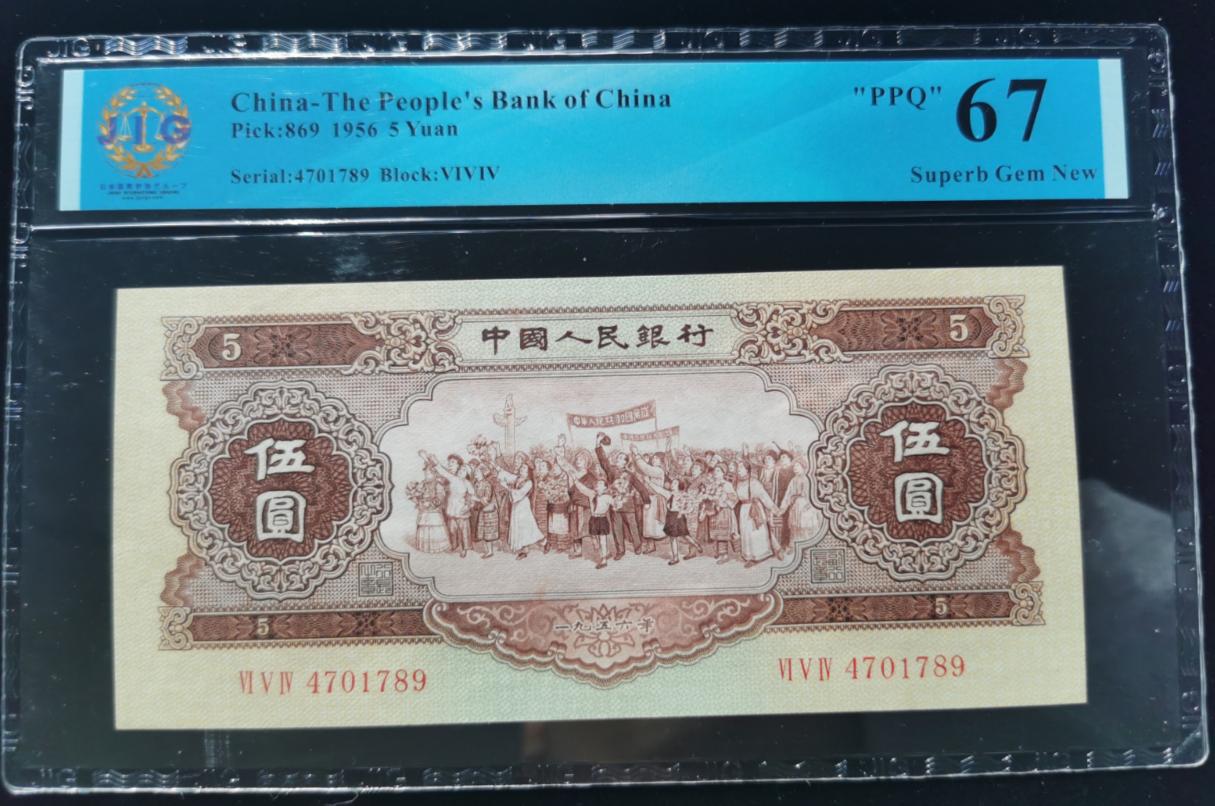 JIG
China-The People's Bank of China
Pick:869 1956 5 Yuan
Serial:4701789 Block:VIVIV
"PPQ" 67
Superb Gem New
5 中國人民銀行 5
伍圓 伍圓
5 一九五六年 5
VI V IV 4701789 VI V IV 4701789